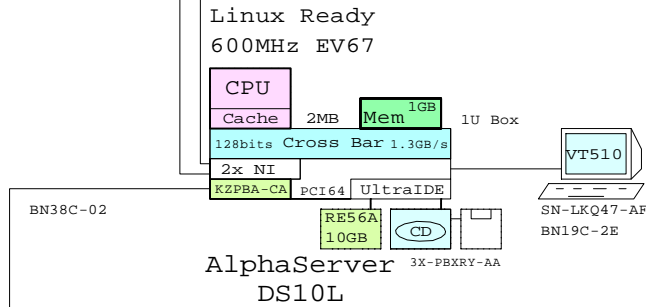 Linux Ready
600MHz EV67
CPU
Cache
2MB
Mem
1GB
1U Box
128bits Cross Bar 1.3GB/s
2x NI
KZPBA-CA
PCI64
UltraIDE
VT510
BN38C-02
RE56A
10GB
CD
SN-LKQ47-AF
BN19C-2E
3X-PBXRY-AA
AlphaServer
DS10L